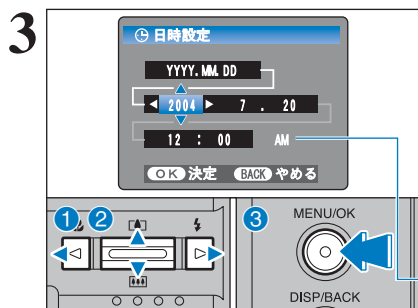 3
日時設定
YYYY. MM. DD
2004 7 . 20
12 : 00 AM
OK 決定 BACK やめる
1 2
3
MENU/OK
DISP/BACK